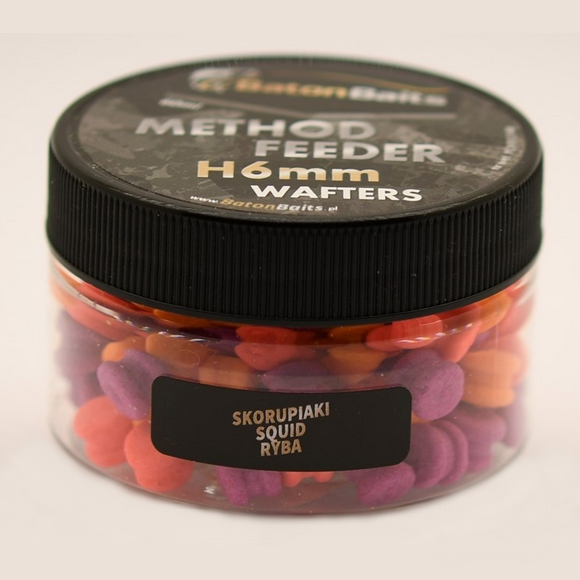 BatonBaits
METHOD
FEEDER
H6mm
WAFTERS
www.BatonBaits.pl
SKORUPIAKI
SQUID
RYBA